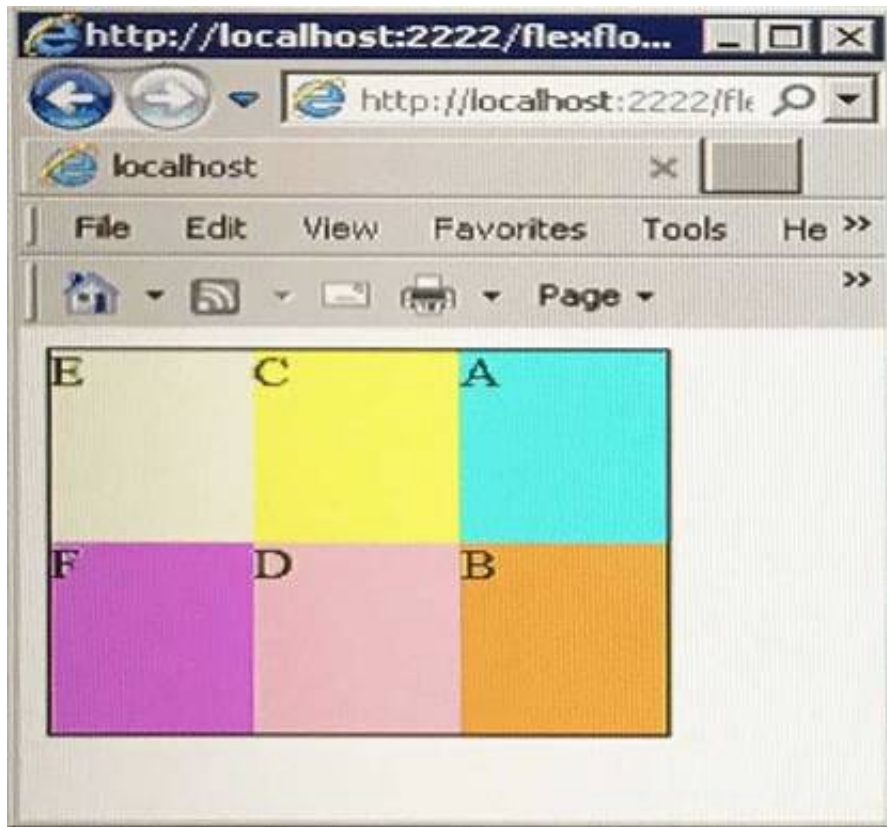 http://localhost:2222/flexflo...
http://localhost:2222/fle
localhost
File Edit View Favorites Tools He »
Page »
E C A
F D B